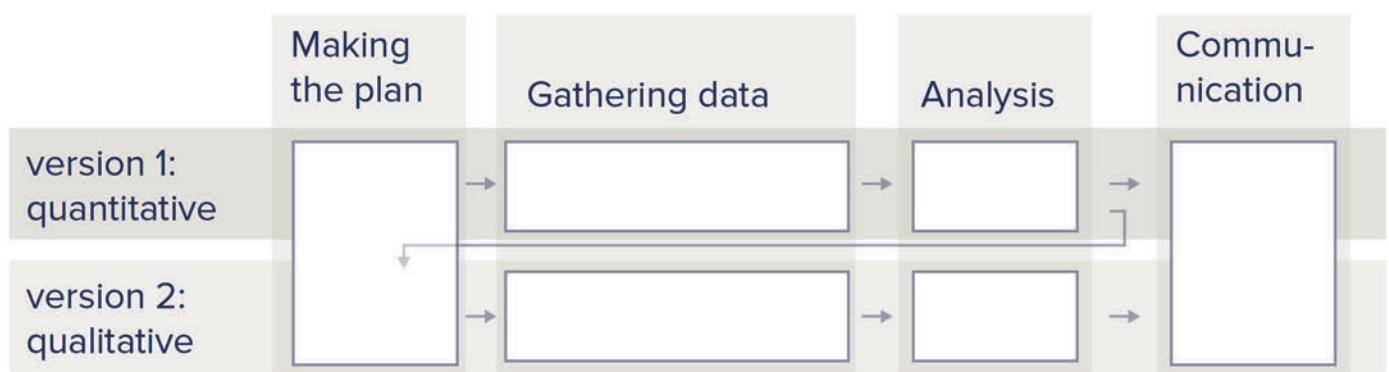 Making
the plan
Gathering data
Analysis
Commu-
nication
version 1:
quantitative
version 2:
qualitative